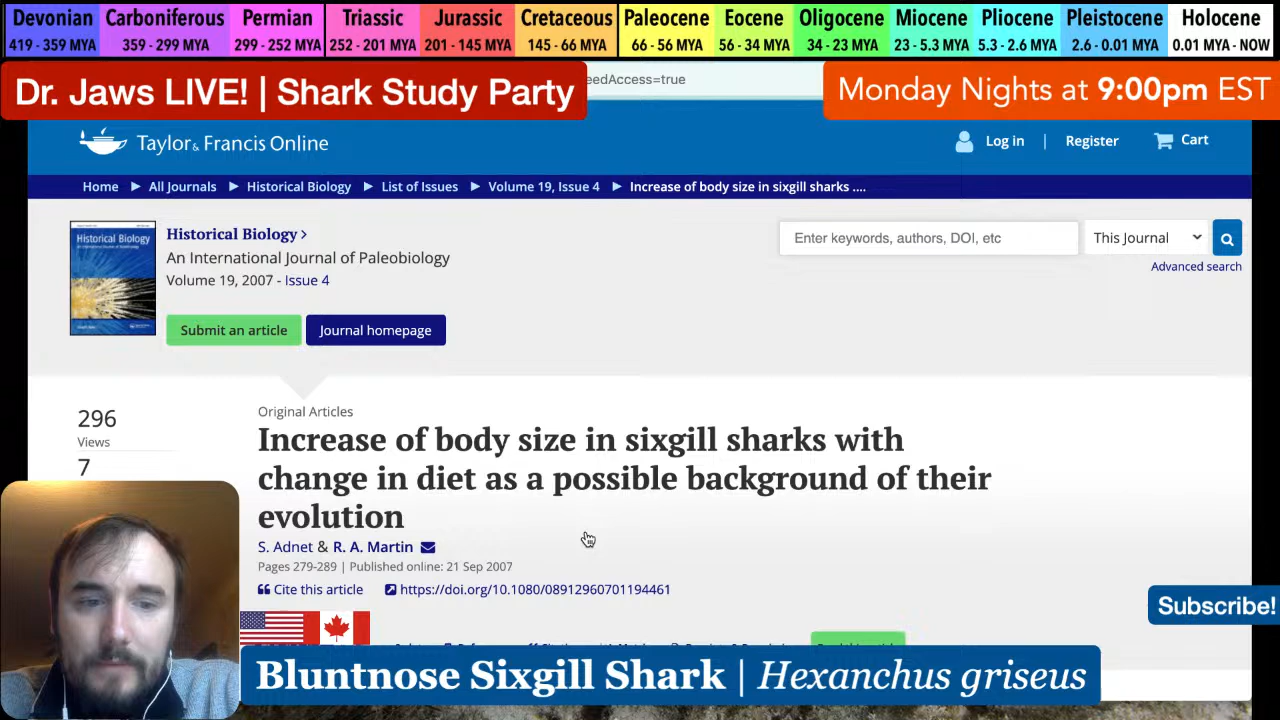 Devonian Carboniferous Permian Triassic Jurassic Cretaceous Paleocene Eocene Oligocene Miocene Pliocene Pleistocene Holocene
419 - 359 MYA 359 - 299 MYA 299 - 252 MYA 252 - 201 MYA 201 - 145 MYA 145 - 66 MYA 66 - 56 MYA 56 - 34 MYA 34 - 23 MYA 23 - 5.3 MYA 5.3 - 2.6 MYA 2.6 - 0.01 MYA 0.01 MYA - NOW
Dr. Jaws LIVE! | Shark Study Party
eedAccess=true
Monday Nights at 9:00pm EST
Taylor & Francis Online
Log in | Register Cart
Home All Journals Historical Biology List of Issues Volume 19, Issue 4 Increase of body size in sixgill sharks ....
Historical Biology
Historical Biology >
An International Journal of Paleobiology
Volume 19, 2007 - Issue 4
Enter keywords, authors, DOI, etc
This Journal
Advanced search
Submit an article
Journal homepage
296
Views
7
Original Articles
Increase of body size in sixgill sharks with
change in diet as a possible background of their
evolution
S. Adnet & R. A. Martin
Pages 279-289 | Published online: 21 Sep 2007
Cite this article https://doi.org/10.1080/08912960701194461
Subscribe!
Bluntnose Sixgill Shark | Hexanchus griseus